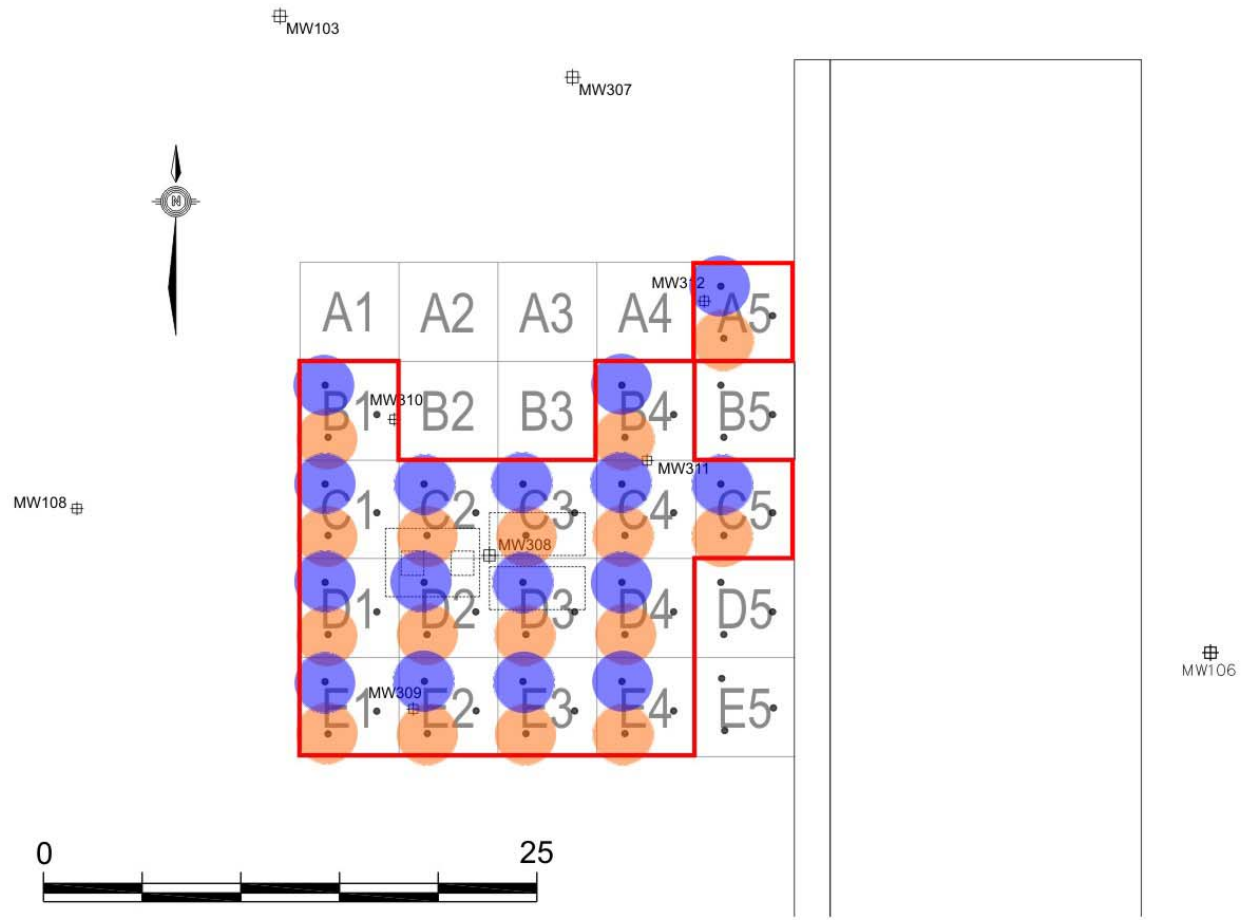 MW103
MW307
N
MW312
A1 A2 A3 A4 A5
MW310
B1 B2 B3 B4 B5
MW311
MW108
C1 C2 C3 C4 C5
MW308
D1 D2 D3 D4 D5
MW106
MW309
E1 E2 E3 E4 E5
0 25